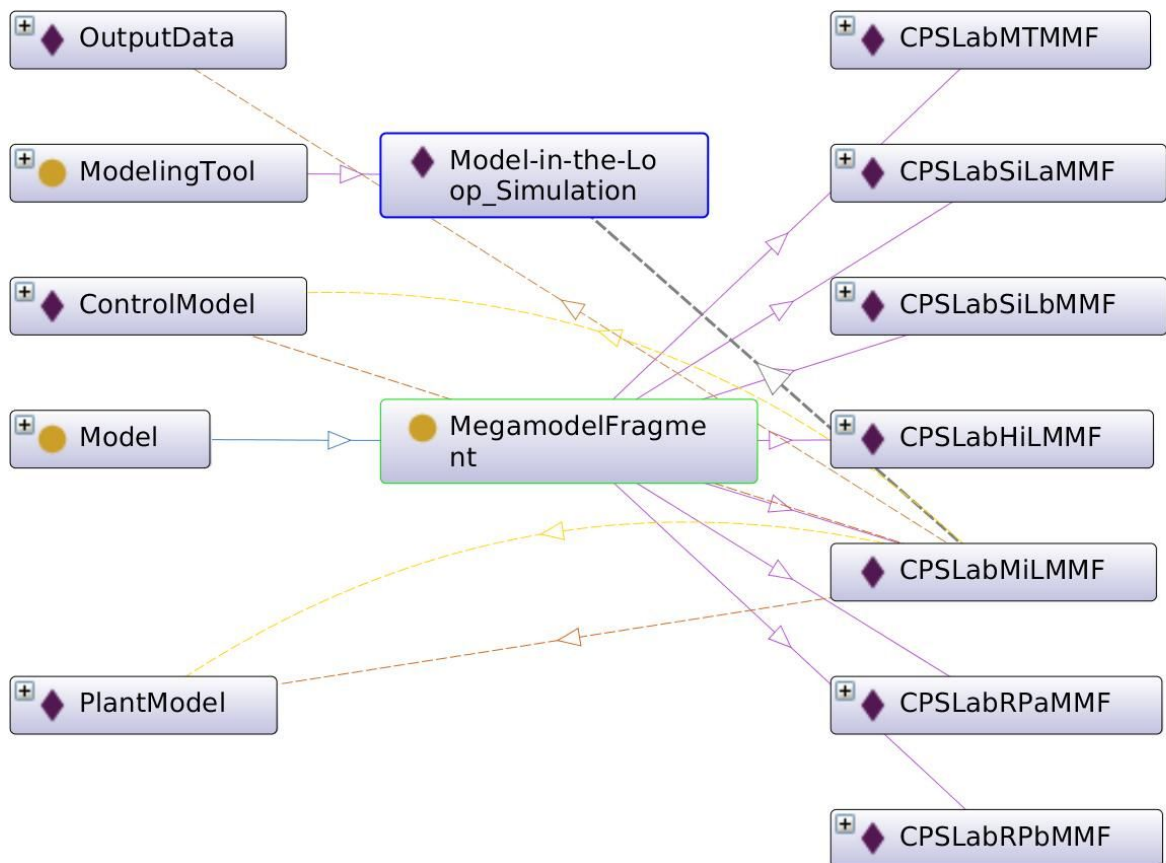 OutputData
CPSLabMTMMF
ModelingTool
Model-in-the-Lo
op_Simulation
CPSLabSiLaMMF
ControlModel
CPSLabSiLbMMF
Model
MegamodelFragme
nt
CPSLabHiLMMF
CPSLabMiLMMF
PlantModel
CPSLabRPaMMF
CPSLabRPbMMF